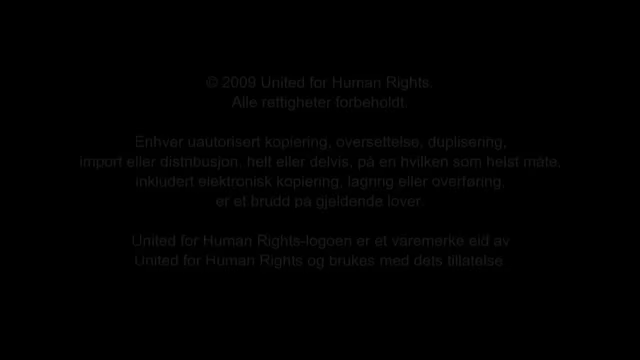 © 2009 United for Human Rights.
Alle rettigheter forbeholdt.
Enhver uautorisert kopiering, oversettelse, duplisering,
import eller distribusjon, helt eller delvis, på en hvilken som helst måte,
inkludert elektronisk kopiering, lagring eller overføring,
er et brudd på gjeldende lover.
United for Human Rights-logoen er et varemerke eid av
United for Human Rights og brukes med dets tillatelse.